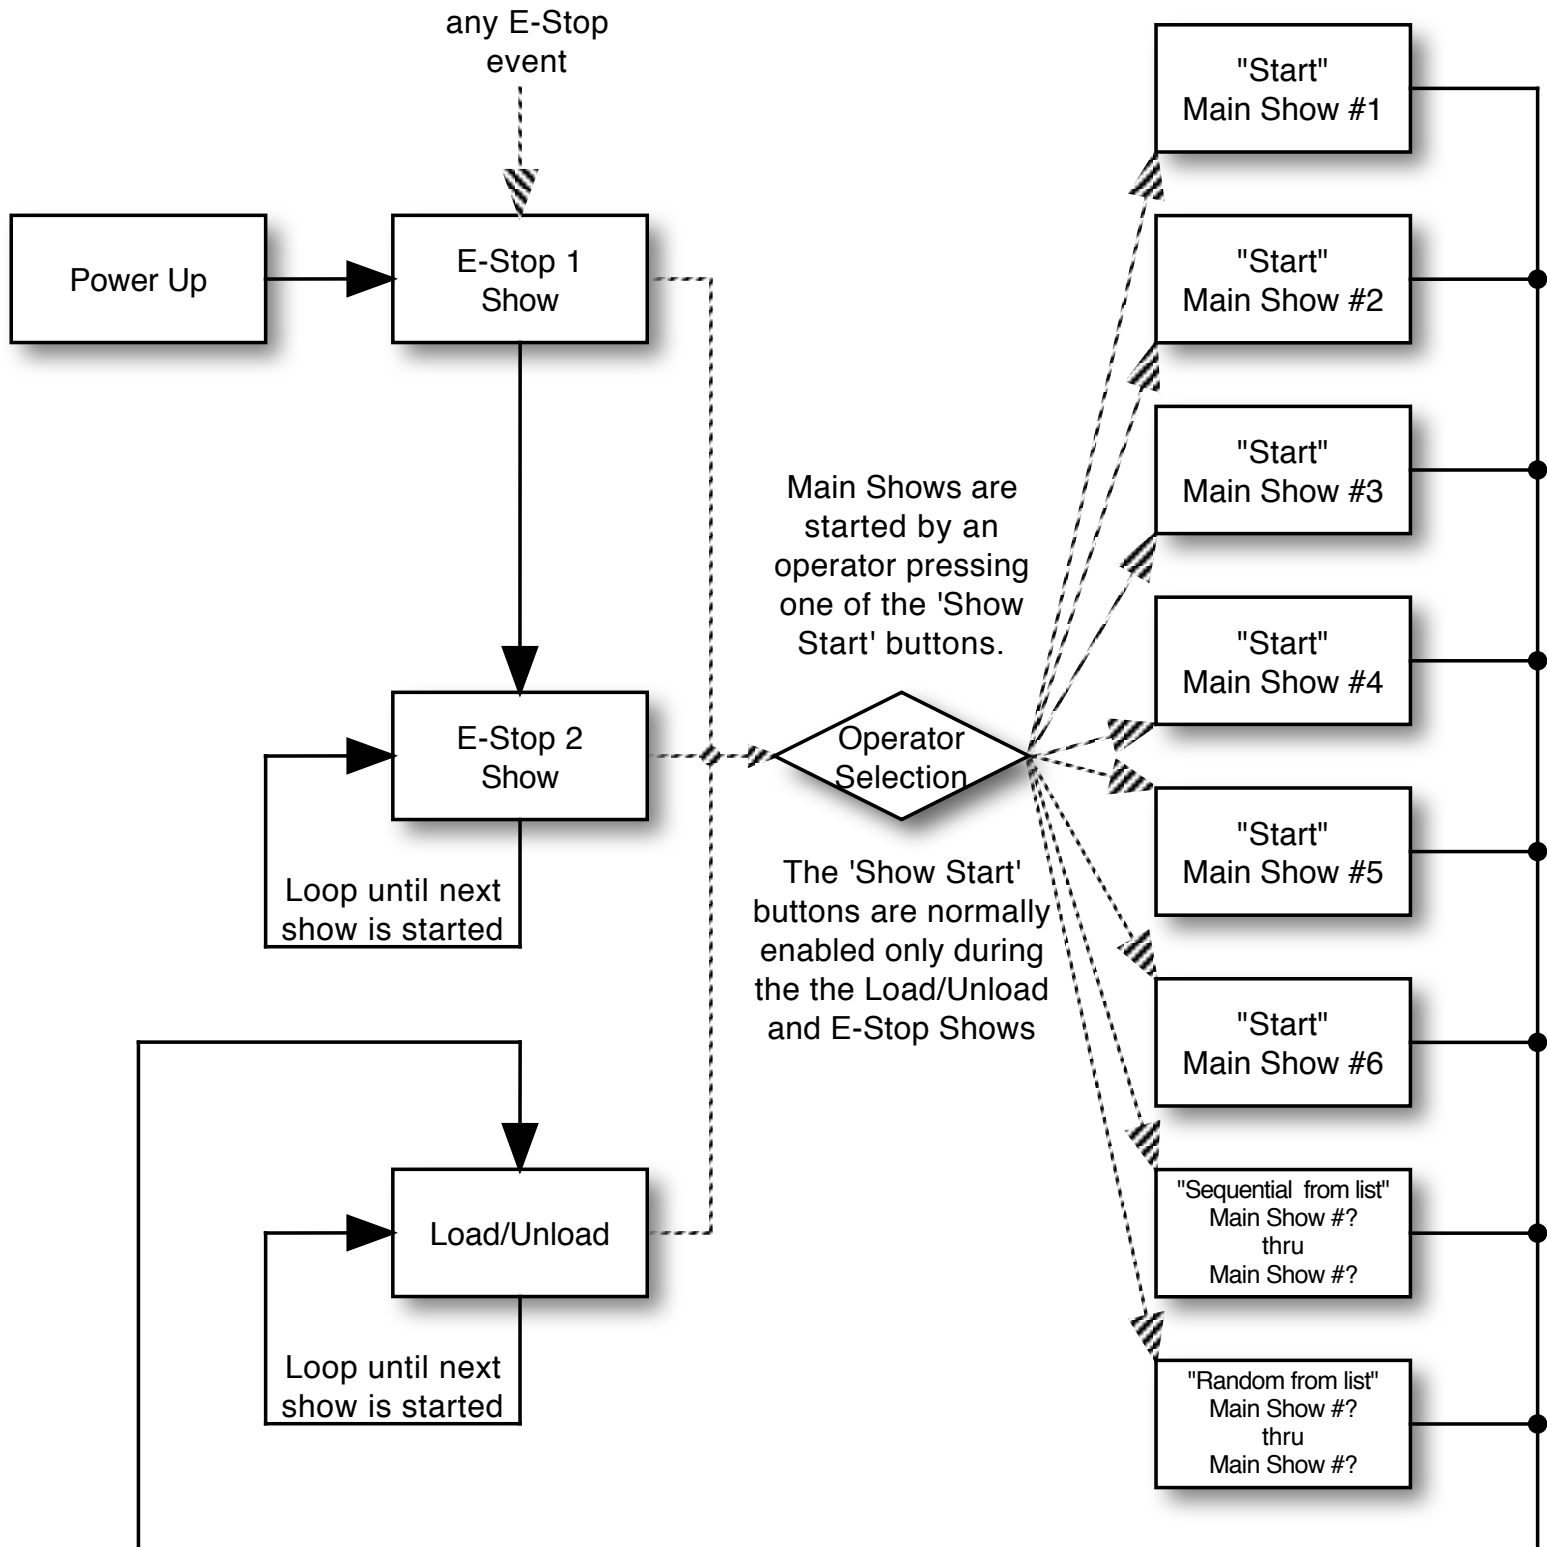 any E-Stop
event
Power Up
E-Stop 1
Show
E-Stop 2
Show
Loop until next
show is started
Load/Unload
Loop until next
show is started
Main Shows are
started by an
operator pressing
one of the 'Show
Start' buttons.
Operator
Selection
The 'Show Start'
buttons are normally
enabled only during
the the Load/Unload
and E-Stop Shows
"Start"
Main Show #1
"Start"
Main Show #2
"Start"
Main Show #3
"Start"
Main Show #4
"Start"
Main Show #5
"Start"
Main Show #6
"Sequential from list"
Main Show #?
thru
Main Show #?
"Random from list"
Main Show #?
thru
Main Show #?